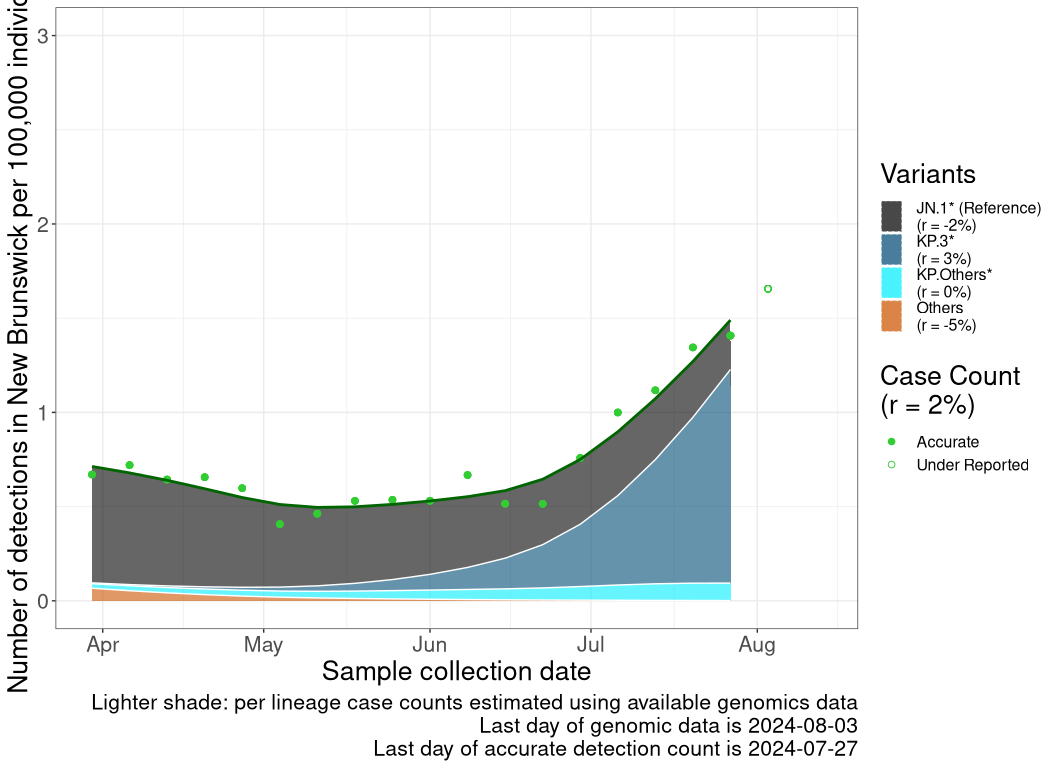 Number of detections in New Brunswick per 100,000
3
2
1
0
Apr
May
Jun
Jul
Aug
Sample collection date
Lighter shade: per lineage case counts estimated using available genomics data
Last day of genomic data is 2024-08-03
Last day of accurate detection count is 2024-07-27
Variants
JN.1* (Reference)
(r = -2%)
KP.3*
(r = 3%)
KP.Others*
(r = 0%)
Others
(r = -5%)
Case Count
(r = 2%)
Accurate
Under Reported